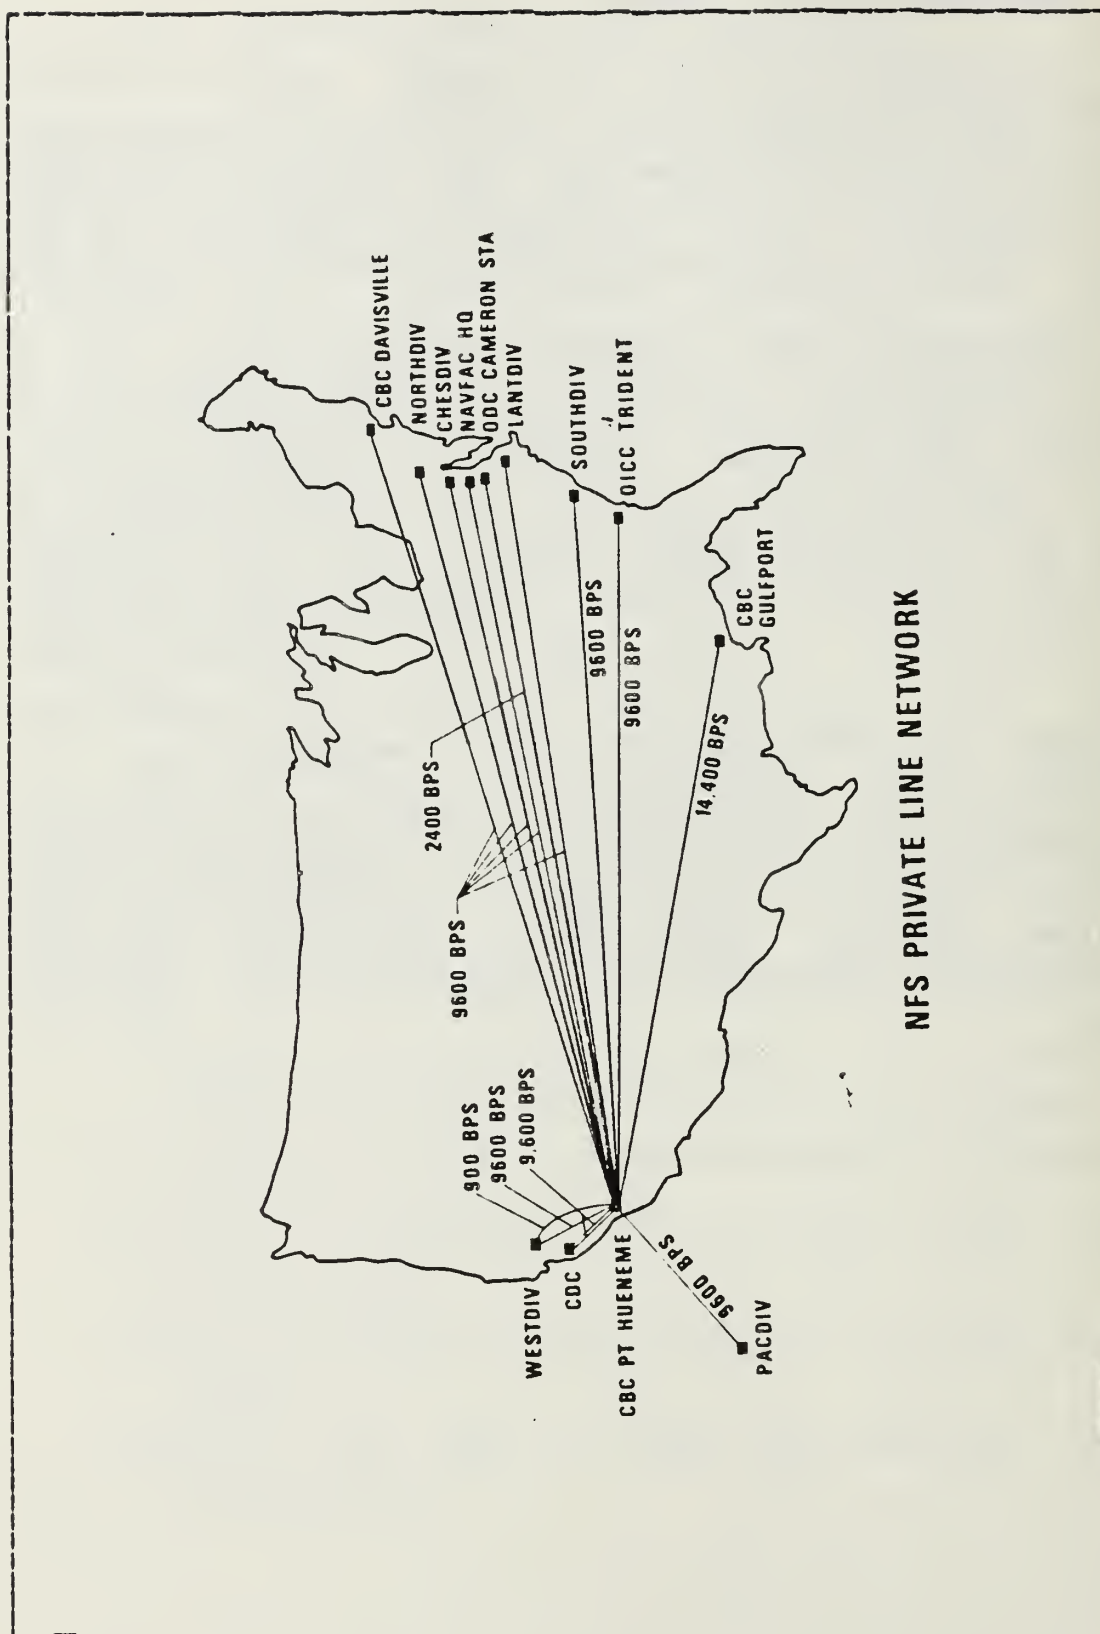 CBC DAVISVILLE
NORTHDIV
CHESDIV
NAVFAC HQ
ODC CAMERON STA
LANTDIV
SOUTHDIV
OICC TRIDENT
CBC
GULFPORT
2400 BPS
9600 BPS
9600 BPS
9600 BPS
14,400 BPS
900 BPS
9600 BPS
9,600 BPS
WESTDIV
CDC
CBC PT HUENEME
9600 BPS
PACDIV
NFS PRIVATE LINE NETWORK